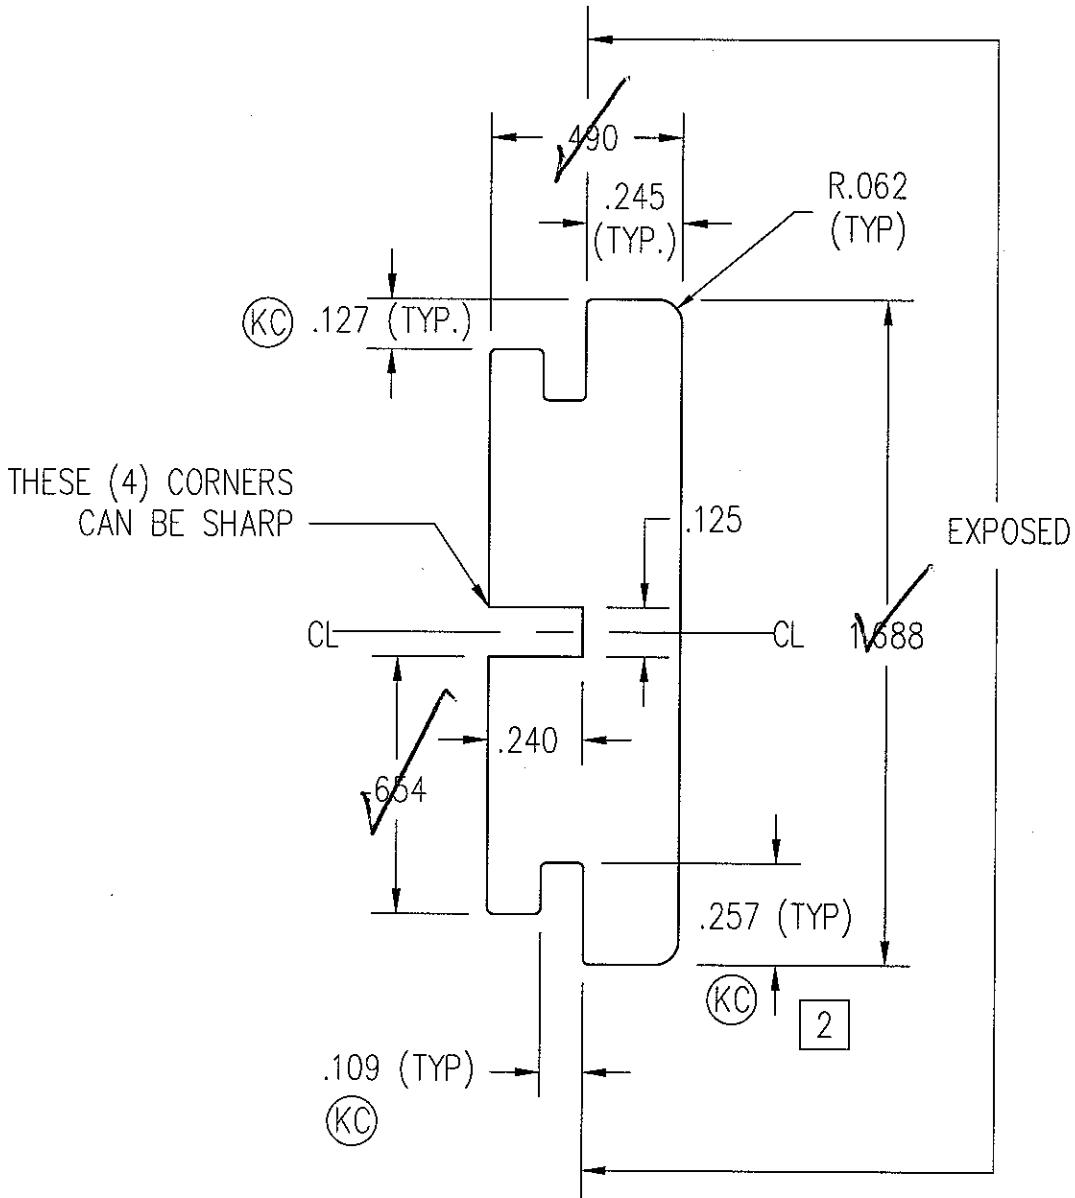 .490
.245
(TYP.)
R.062
(TYP)
KC .127 (TYP.)
THESE (4) CORNERS
CAN BE SHARP
.125
EXPOSED
CL
CL
1.688
.240
.654
.257 (TYP)
KC
2
.109 (TYP)
KC